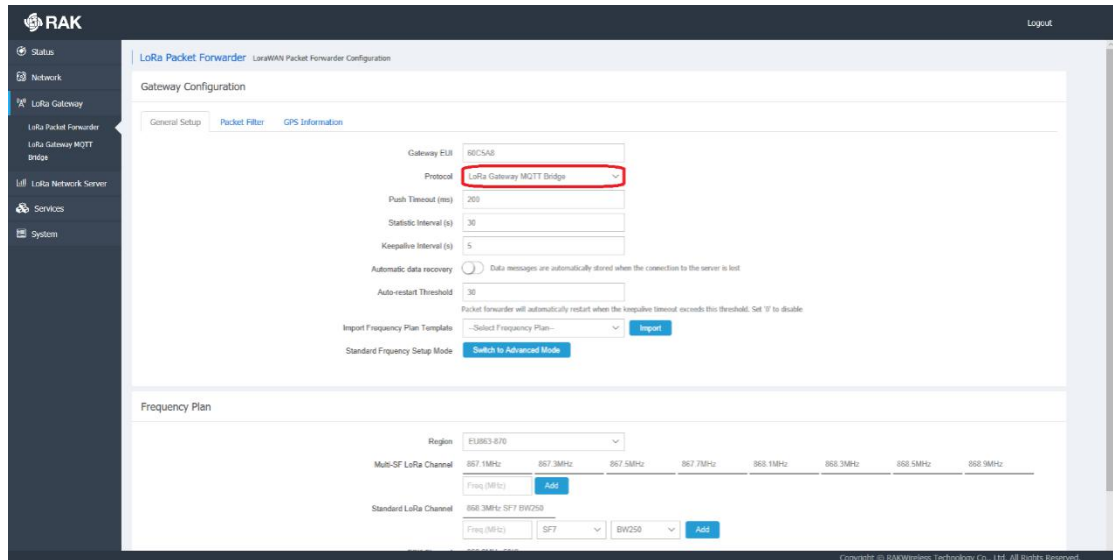 RAK
Logout
Status
Network
LoRa Gateway
LoRa Packet Forwarder
LoRa Gateway MQTT
Bridge
LoRa Network Server
Services
System
LoRa Packet Forwarder LoraWAN Packet Forwarder Configuration
Gateway Configuration
General Setup Packet Filter GPS Information
Gateway EUI 60C5A8
Protocol LoRa Gateway MQTT Bridge
Push Timeout (ms) 200
Statistic Interval (s) 30
Keepalive Interval (s) 5
Automatic data recovery Data messages are automatically stored when the connection to the server is lost
Auto-restart Threshold 30
Packet forwarder will automatically restart when the keepalive timeout exceeds this threshold. Set '0' to disable
Import Frequency Plan Template --Select Frequency Plan-- Import
Standard Frquency Setup Mode Switch to Advanced Mode
Frequency Plan
Region EU863-870
Multi-SF LoRa Channel 867.1MHz 867.3MHz 867.5MHz 867.7MHz 868.1MHz 868.3MHz 868.5MHz 868.9MHz
Freq.(MHz) Add
Standard LoRa Channel 868.3MHz SF7 BW250
Freq.(MHz) SF7 BW250 Add
Copyright © RAKWireless Technology Co., Ltd. All Rights Reserved.